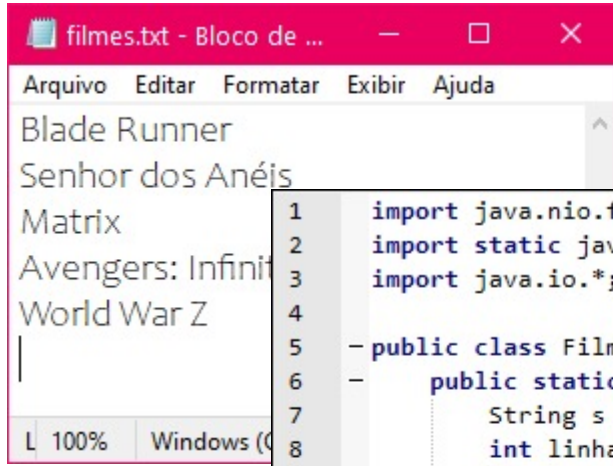 filmes.txt - Bloco de ...
Arquivo Editar Formatar Exibir Ajuda
Blade Runner
Senhor dos Anéis
Matrix
Avengers: Infinit
World War Z
L 100% Windows (C
1 import java.nio.f
2 import static jav
3 import java.io.*;
4
5 public class Film
6 public static
7 String s
8 int linha